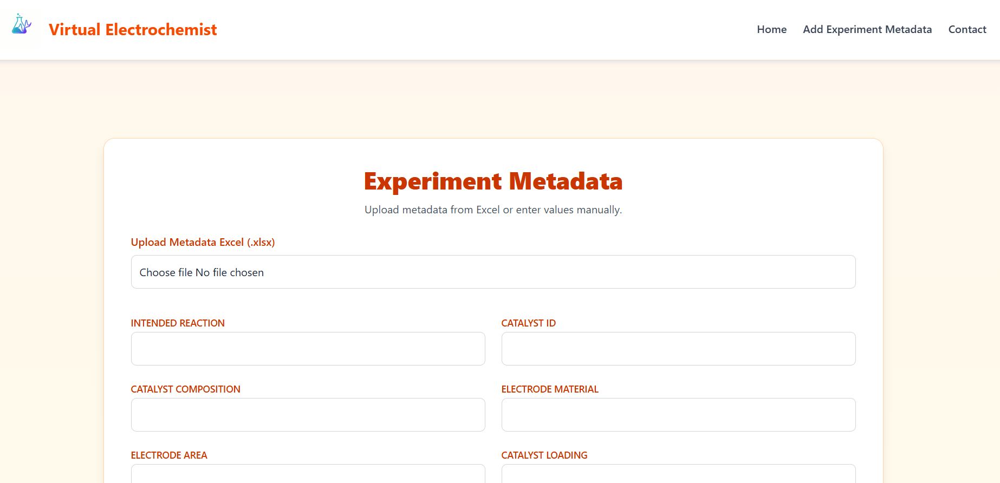 Virtual Electrochemist
Home Add Experiment Metadata Contact
Experiment Metadata
Upload metadata from Excel or enter values manually.
Upload Metadata Excel (.xlsx)
Choose file No file chosen
INTENDED REACTION
CATALYST ID
CATALYST COMPOSITION
ELECTRODE MATERIAL
ELECTRODE AREA
CATALYST LOADING